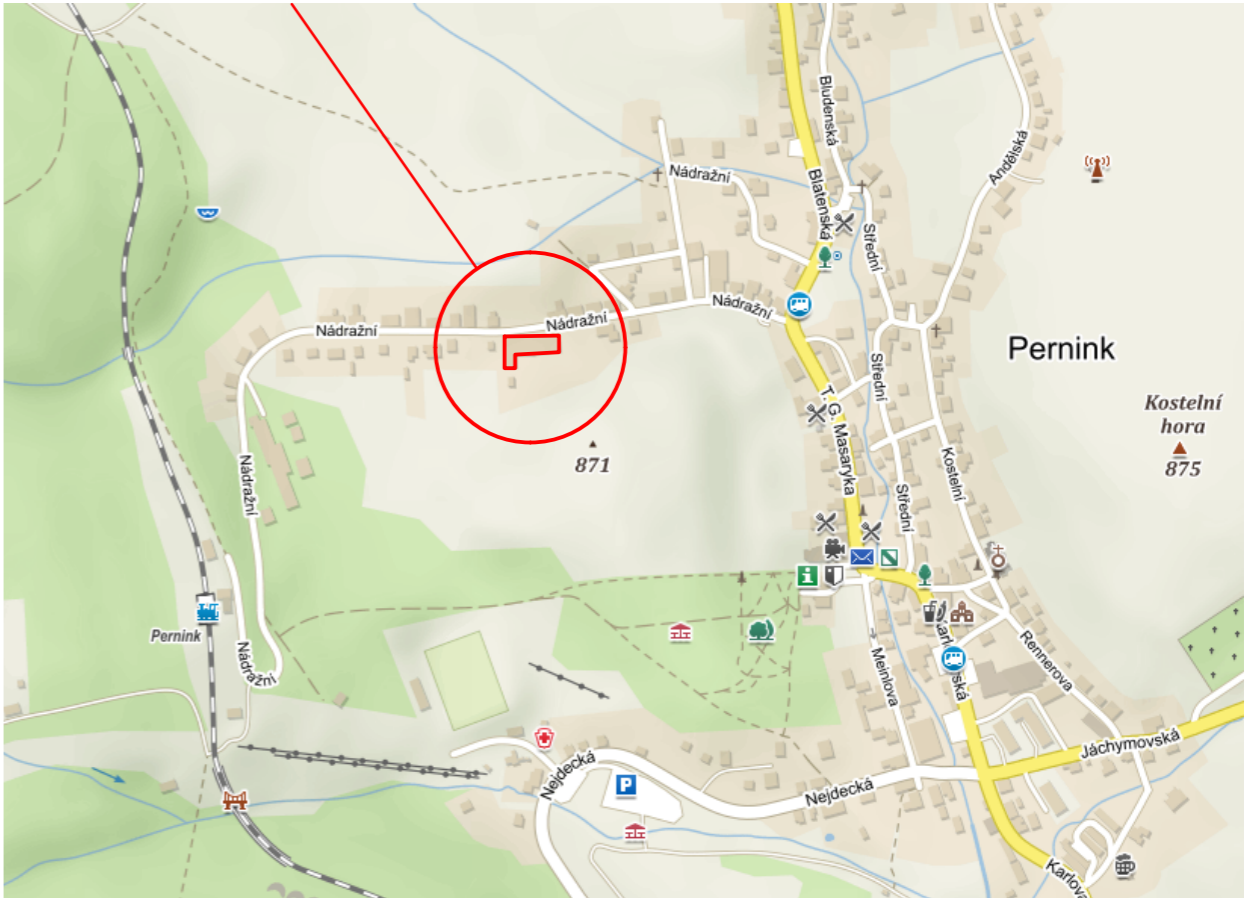 Bludenská
Andělská
Nádražní
Blatenská
Střední
Nádražní
Nádražní
Nádražní
Pernink
Střední
T. G. Masaryka
Kostelní
hora
875
871
Kostelní
Nádražní
Střední
i
Pernink
Nádražní
Meinlova
Rennerova
Jáchymovská
Nejdecká
P
Nejdecká
Karlova